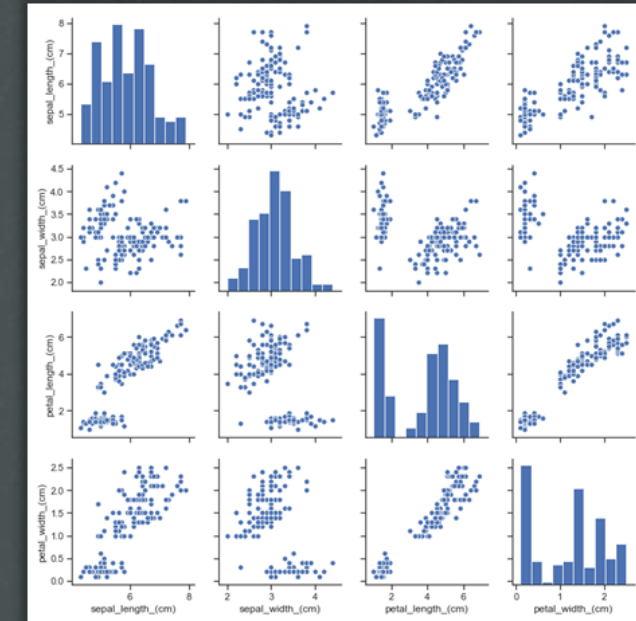 8
7
6
5
sepal_length_(cm)
4.5
4.0
3.5
3.0
2.5
2.0
sepal_width_(cm)
6
4
2
petal_length_(cm)
2.5
2.0
1.5
1.0
0.5
0.0
petal_width_(cm)
6 8
2 3 4
2 4 6
0 1 2
sepal_length_(cm)
sepal_width_(cm)
petal_length_(cm)
petal_width_(cm)